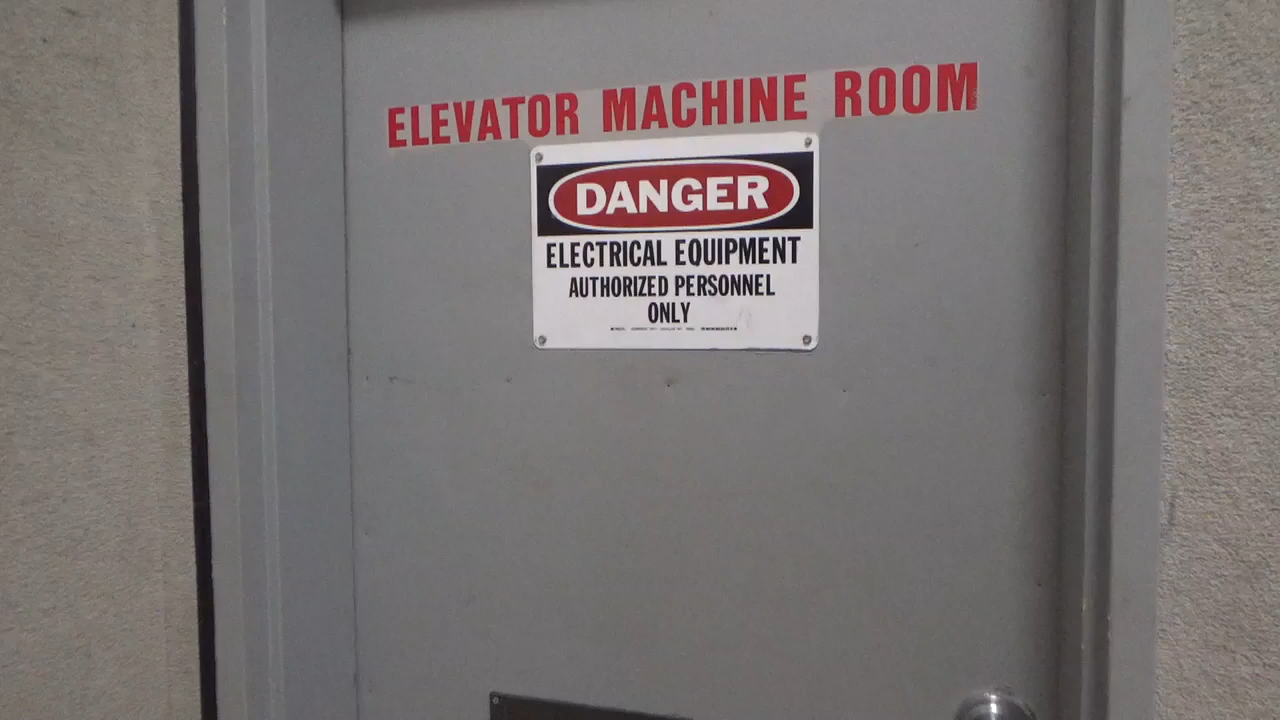 ELEVATOR MACHINE ROOM
DANGER
ELECTRICAL EQUIPMENT
AUTHORIZED PERSONNEL
ONLY